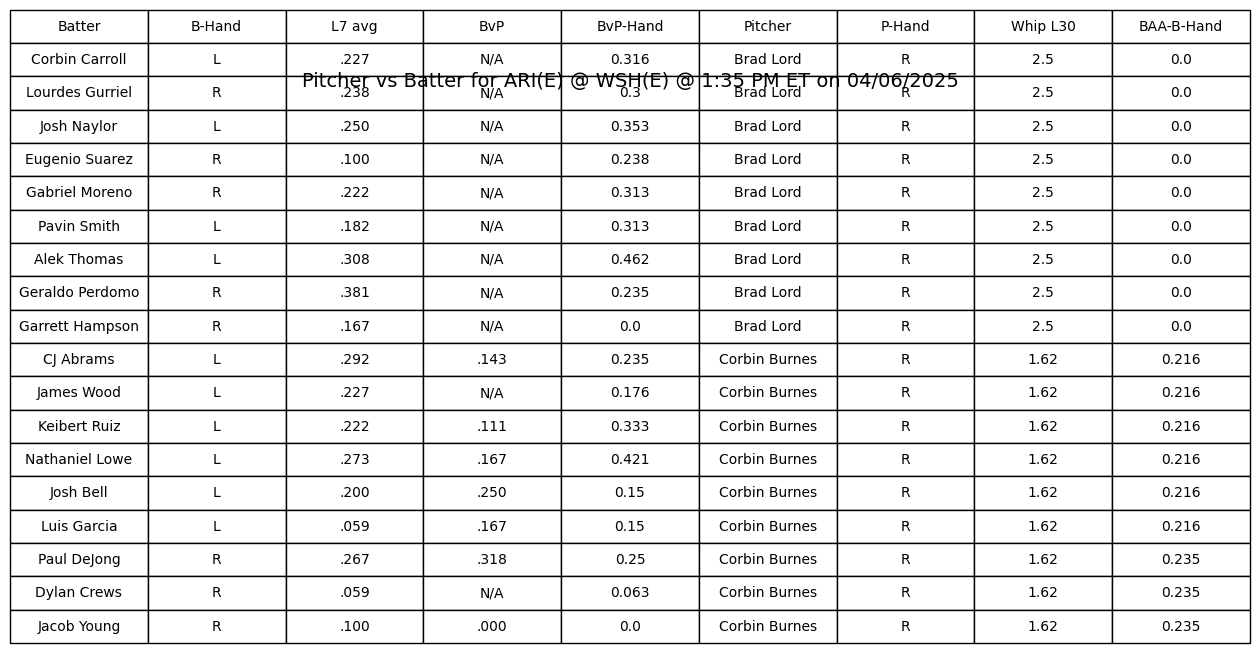 Batter B-Hand L7 avg BvP BvP-Hand Pitcher P-Hand Whip L30 BAA-B-Hand
Corbin Carroll L .227 N/A 0.316 Brad Lord R 2.5 0.0
Pitcher vs Batter for ARI(E) @ WSH(E) @ 1:35 PM ET on 04/06/2025
Lourdes Gurriel R .238 N/A 0.3 Brad Lord R 2.5 0.0
Josh Naylor L .250 N/A 0.353 Brad Lord R 2.5 0.0
Eugenio Suarez R .100 N/A 0.238 Brad Lord R 2.5 0.0
Gabriel Moreno R .222 N/A 0.313 Brad Lord R 2.5 0.0
Pavin Smith L .182 N/A 0.313 Brad Lord R 2.5 0.0
Alek Thomas L .308 N/A 0.462 Brad Lord R 2.5 0.0
Geraldo Perdomo R .381 N/A 0.235 Brad Lord R 2.5 0.0
Garrett Hampson R .167 N/A 0.0 Brad Lord R 2.5 0.0
CJ Abrams L .292 .143 0.235 Corbin Burnes R 1.62 0.216
James Wood L .227 N/A 0.176 Corbin Burnes R 1.62 0.216
Keibert Ruiz L .222 .111 0.333 Corbin Burnes R 1.62 0.216
Nathaniel Lowe L .273 .167 0.421 Corbin Burnes R 1.62 0.216
Josh Bell L .200 .250 0.15 Corbin Burnes R 1.62 0.216
Luis Garcia L .059 .167 0.15 Corbin Burnes R 1.62 0.216
Paul DeJong R .267 .318 0.25 Corbin Burnes R 1.62 0.235
Dylan Crews R .059 N/A 0.063 Corbin Burnes R 1.62 0.235
Jacob Young R .100 .000 0.0 Corbin Burnes R 1.62 0.235